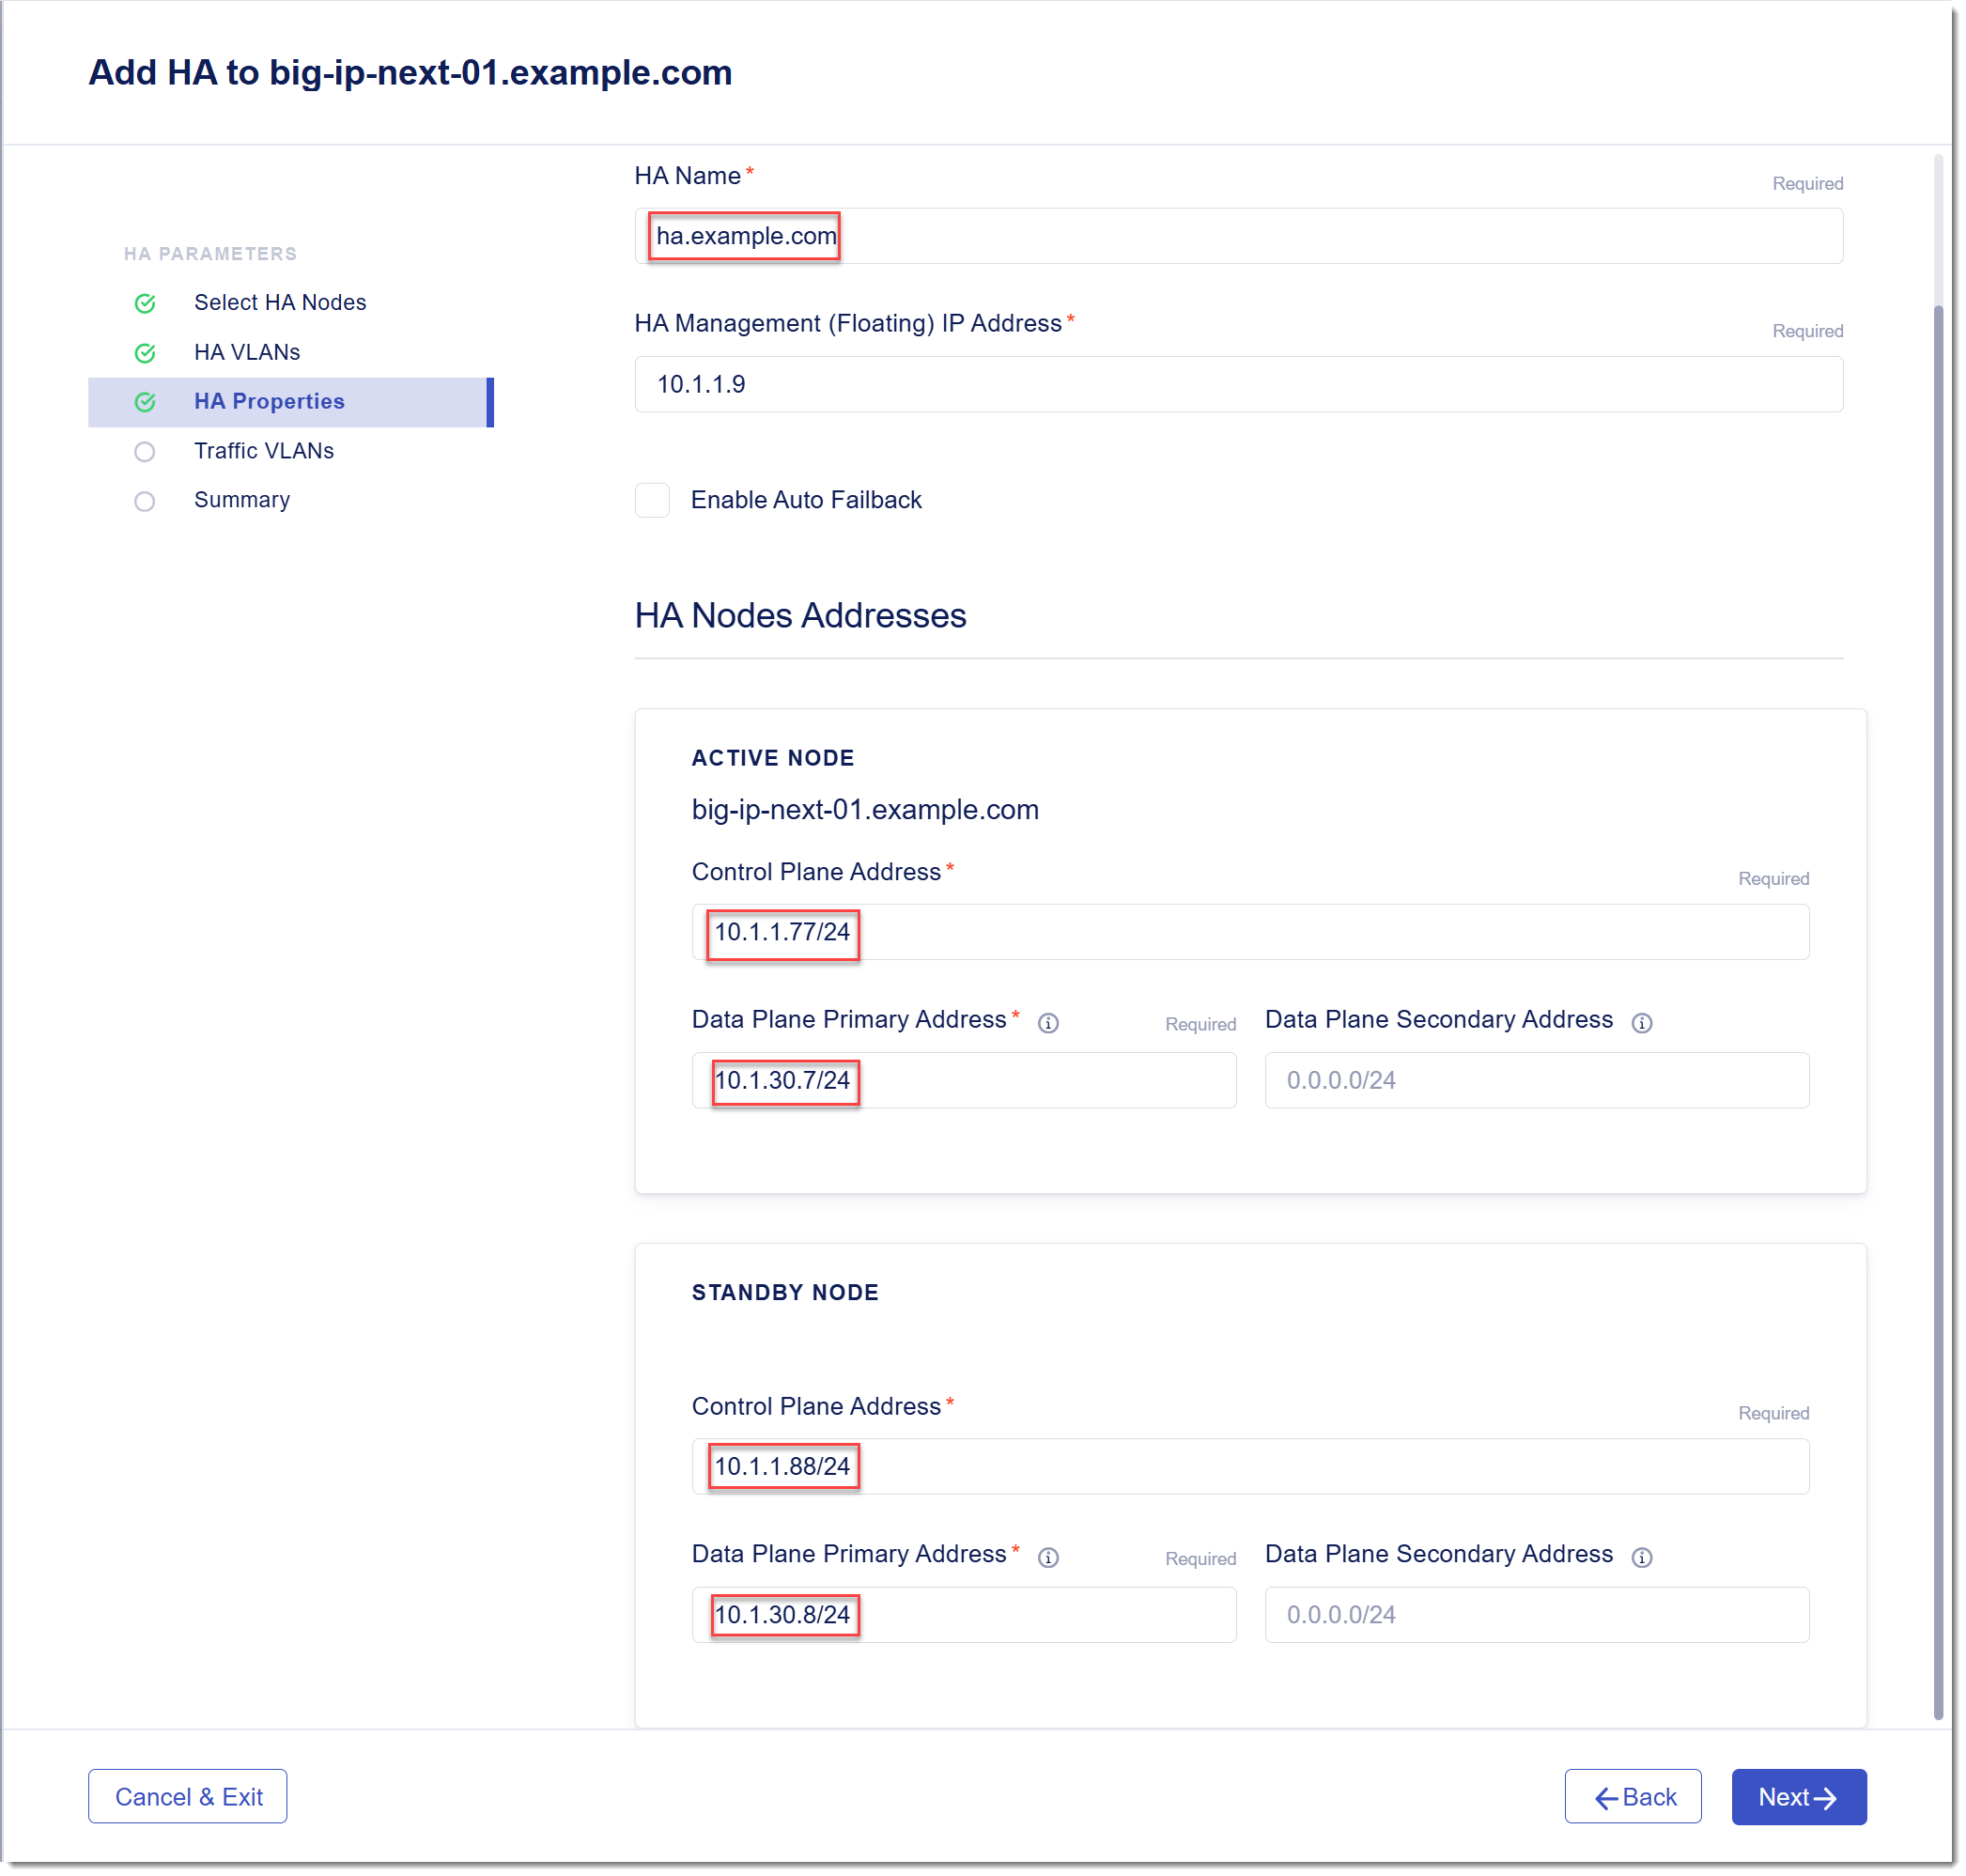 Add HA to big-ip-next-01.example.com
HA PARAMETERS
Select HA Nodes
HA VLANs
HA Properties
Traffic VLANs
Summary
HA Name * Required
ha.example.com
HA Management (Floating) IP Address * Required
10.1.1.9
Enable Auto Failback
HA Nodes Addresses
ACTIVE NODE
big-ip-next-01.example.com
Control Plane Address * Required
10.1.1.77/24
Data Plane Primary Address * Required Data Plane Secondary Address
10.1.30.7/24 0.0.0.0/24
STANDBY NODE
Control Plane Address * Required
10.1.1.88/24
Data Plane Primary Address * Required Data Plane Secondary Address
10.1.30.8/24 0.0.0.0/24
Cancel & Exit ← Back Next →